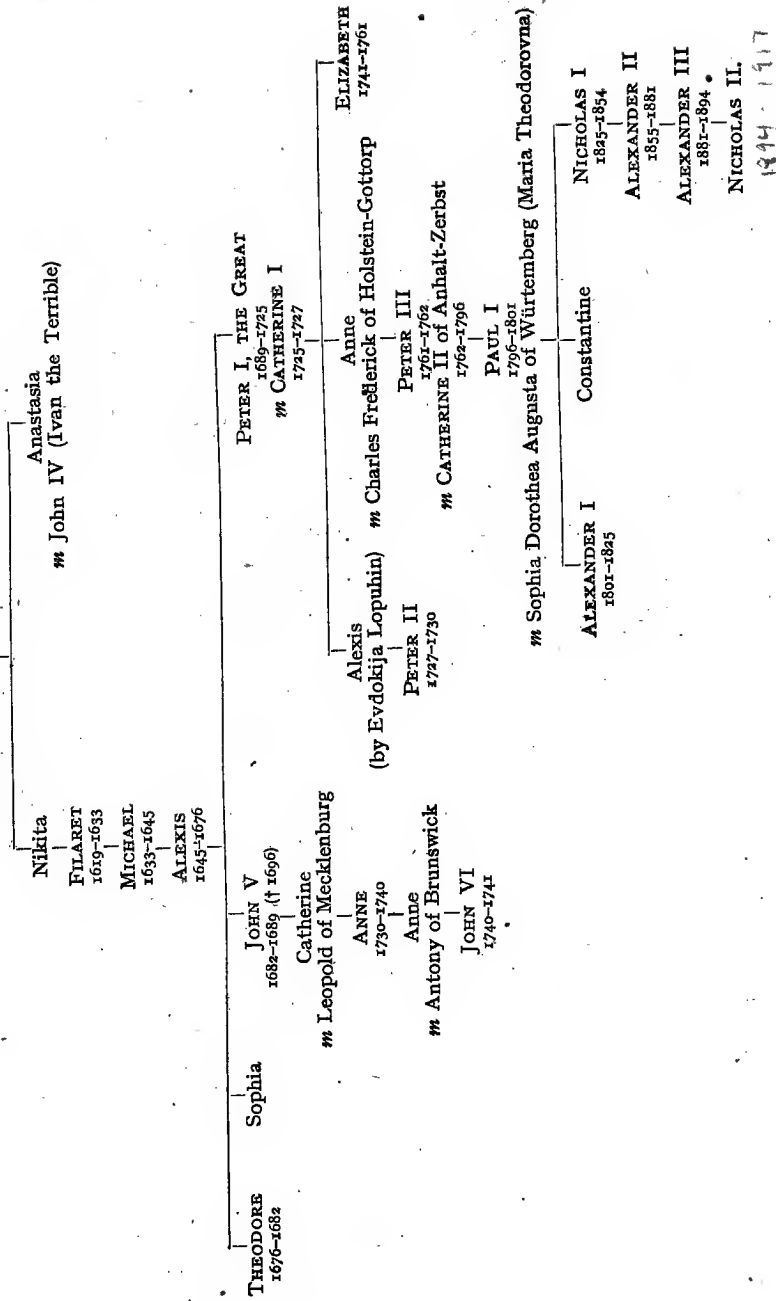 Nikita
FILARET
1619-1633
MICHAEL
1633-1645
ALEXIS
1645-1676
Anastasia
m John IV (Ivan the Terrible)
THEODORE
1676-1682
Sophia
JOHN V
1682-1689 († 1696)
Catherine
m Leopold of Mecklenburg
ANNE
1730-1740
Anne
m Antony of Brunswick
JOHN VI
1740-1741
PETER I, THE GREAT
1689-1725
m CATHERINE I
1725-1727
Alexis
(by Evdokija Lopuhin)
PETER II
1727-1730
Anne
m Charles Frederick of Holstein-Gottorp
PETER III
1761-1762
m CATHERINE II of Anhalt-Zerbst
1762-1796
PAUL I
1796-1801
m Sophia Dorothea Augusta of Würtemberg (Maria Theodorovna)
ELIZABETH
1741-1761
ALEXANDER I
1801-1825
Constantine
NICHOLAS I
1825-1854
ALEXANDER II
1855-1881
ALEXANDER III
1881-1894
NICHOLAS II.
1894-1917